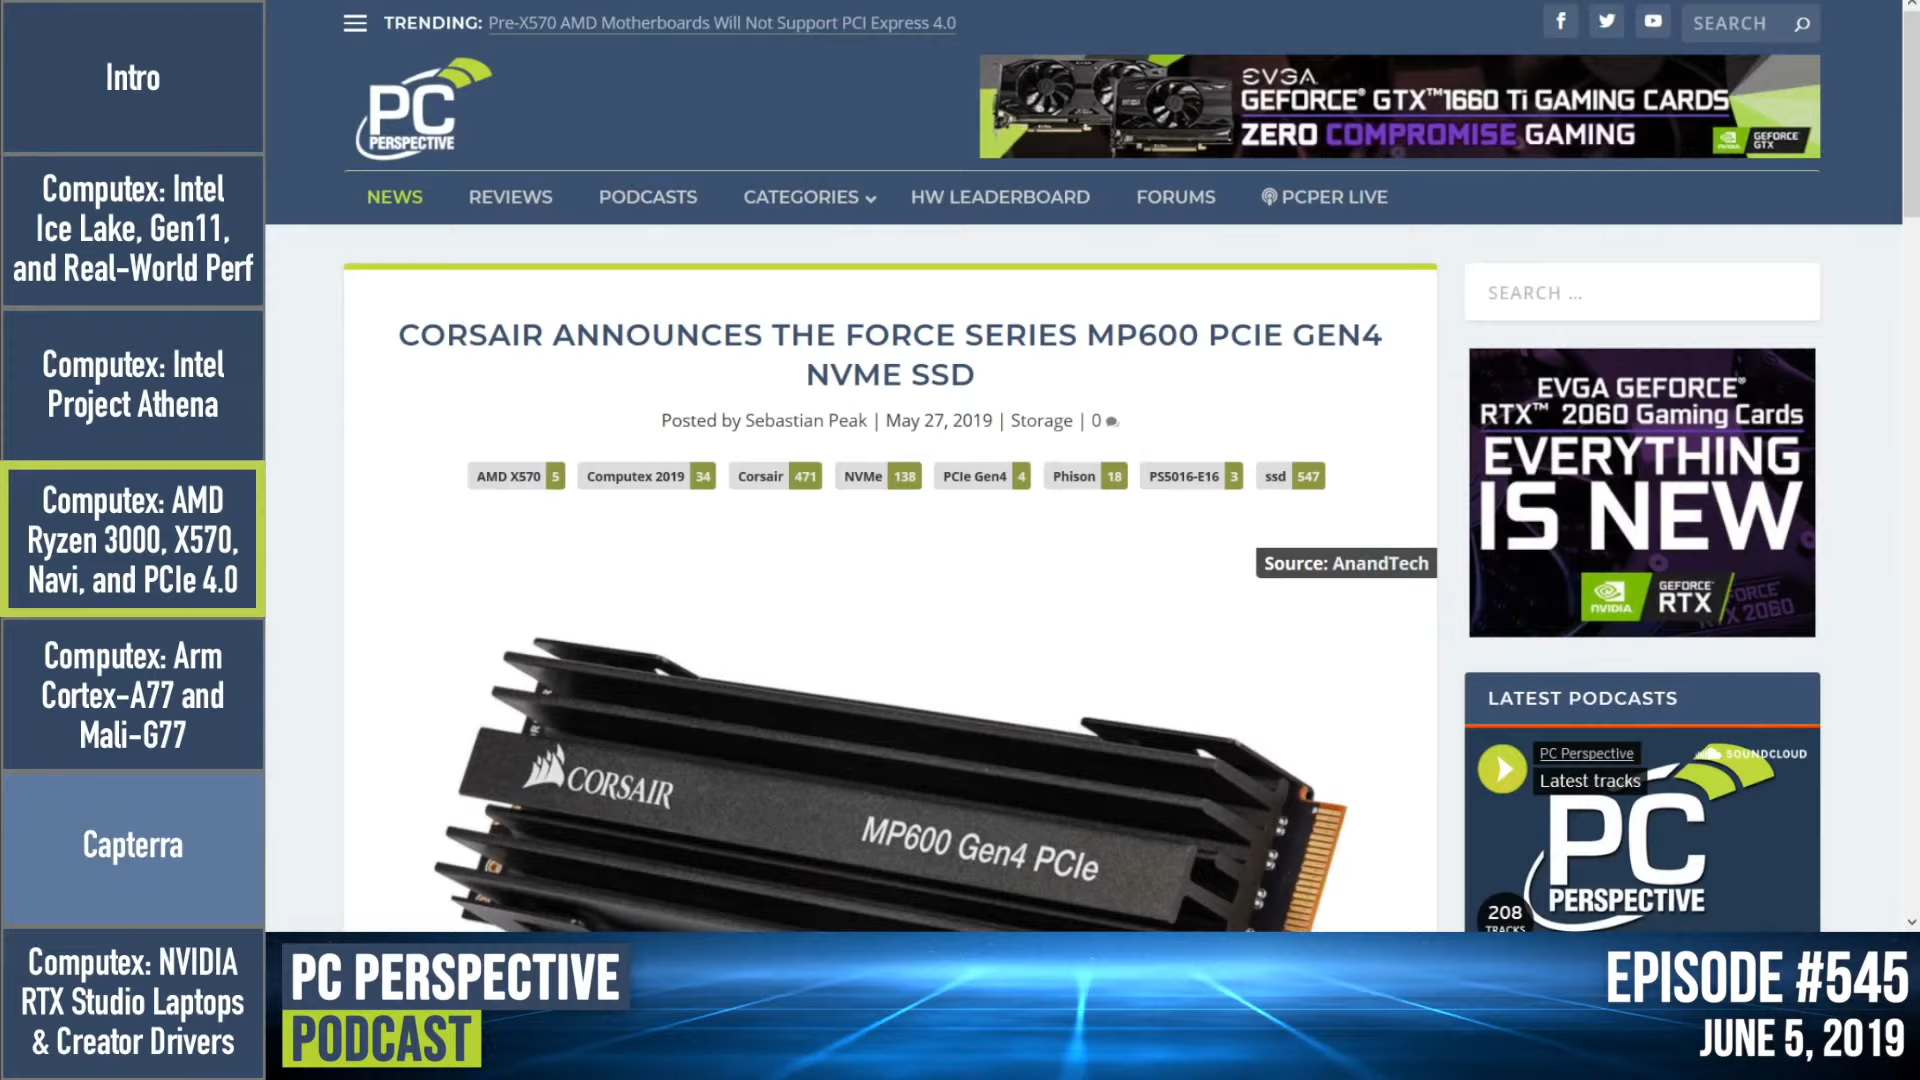 Intro
Computex: Intel
Ice Lake, Gen11,
and Real-World Perf
Computex: Intel
Project Athena
Computex: AMD
Ryzen 3000, X570,
Navi, and PCIe 4.0
Computex: Arm
Cortex-A77 and
Mali-G77
Capterra
Computex: NVIDIA
RTX Studio Laptops
& Creator Drivers
TRENDING: Pre-X570 AMD Motherboards Will Not Support PCI Express 4.0
SEARCH
PC
PERSPECTIVE
EVGA
GEFORCE® GTX™1660 Ti GAMING CARDS
ZERO COMPROMISE GAMING
NVIDIA
GEFORCE
GTX
NEWS REVIEWS PODCASTS CATEGORIES HW LEADERBOARD FORUMS PCPER LIVE
CORSAIR ANNOUNCES THE FORCE SERIES MP600 PCIE GEN4
NVME SSD
Posted by Sebastian Peak | May 27, 2019 | Storage | 0
AMD X570 5 Computex 2019 34 Corsair 471 NVMe 138 PCIe Gen4 4 Phison 18 PS5016-E16 3 ssd 547
Source: AnandTech
CORSAIR
MP600 Gen4 PCIe
SEARCH ...
EVGA GEFORCE®
RTX™ 2060 Gaming Cards
EVERYTHING
IS NEW
NVIDIA
GEFORCE
RTX
FORCE
RTX 2060
LATEST PODCASTS
PC Perspective
SOUNDCLOUD
Latest tracks
PC
PERSPECTIVE
208
TRACKS
PC PERSPECTIVE
PODCAST
EPISODE #545
JUNE 5, 2019